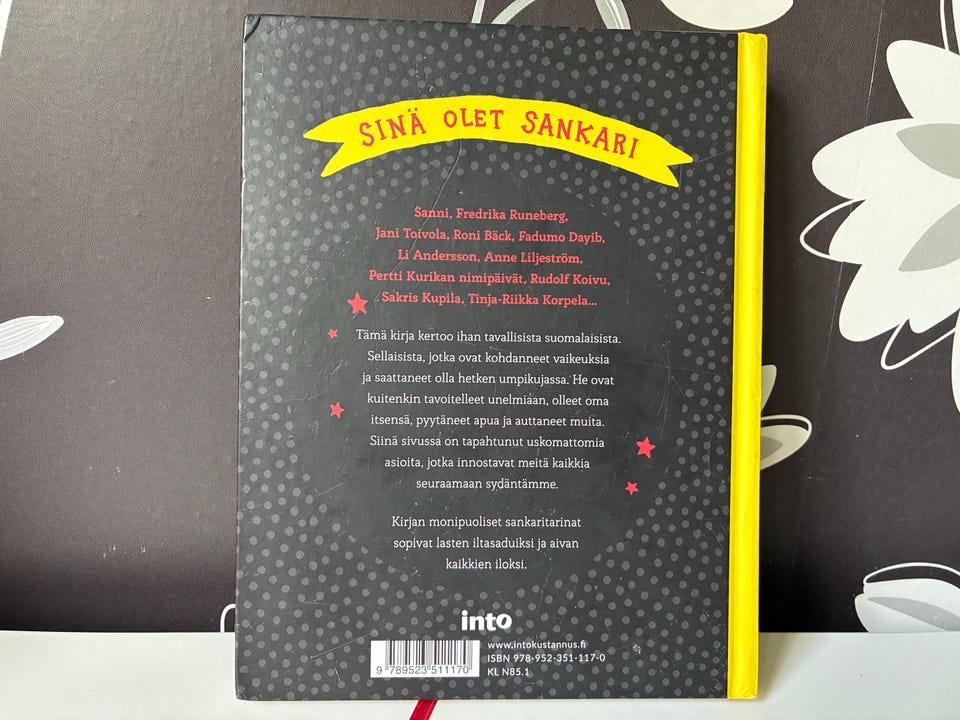 SINÄ OLET SANKARI
Sanni, Fredrika Runeberg,
Jani Toivola, Roni Bäck, Fadumo Dayib,
Li Andersson, Anne Liljeström,
Pertti Kurikan nimipäivät, Rudolf Koivu,
Sakris Kupila, Tinja-Riikka Korpela...
Tämä kirja kertoo ihan tavallisista suomalaisista.
Sellaisista, jotka ovat kohdanneet vaikeuksia
ja saattaneet olla hetken umpikujassa. He ovat
kuitenkin tavoitelleet unelmiaan, olleet oma
itsensä, pyytäneet apua ja auttaneet muita.
Siinä sivussa on tapahtunut uskomattomia
asioita, jotka innostavat meitä kaikkia
seuraamaan sydäntämme.
Kirjan monipuoliset sankaritarinat
sopivat lasten iltasaduiksi ja aivan
kaikkien iloksi.
into
www.intokustannus.fi
ISBN 978-952-351-117-0
KL N85.1
9 789523 511170